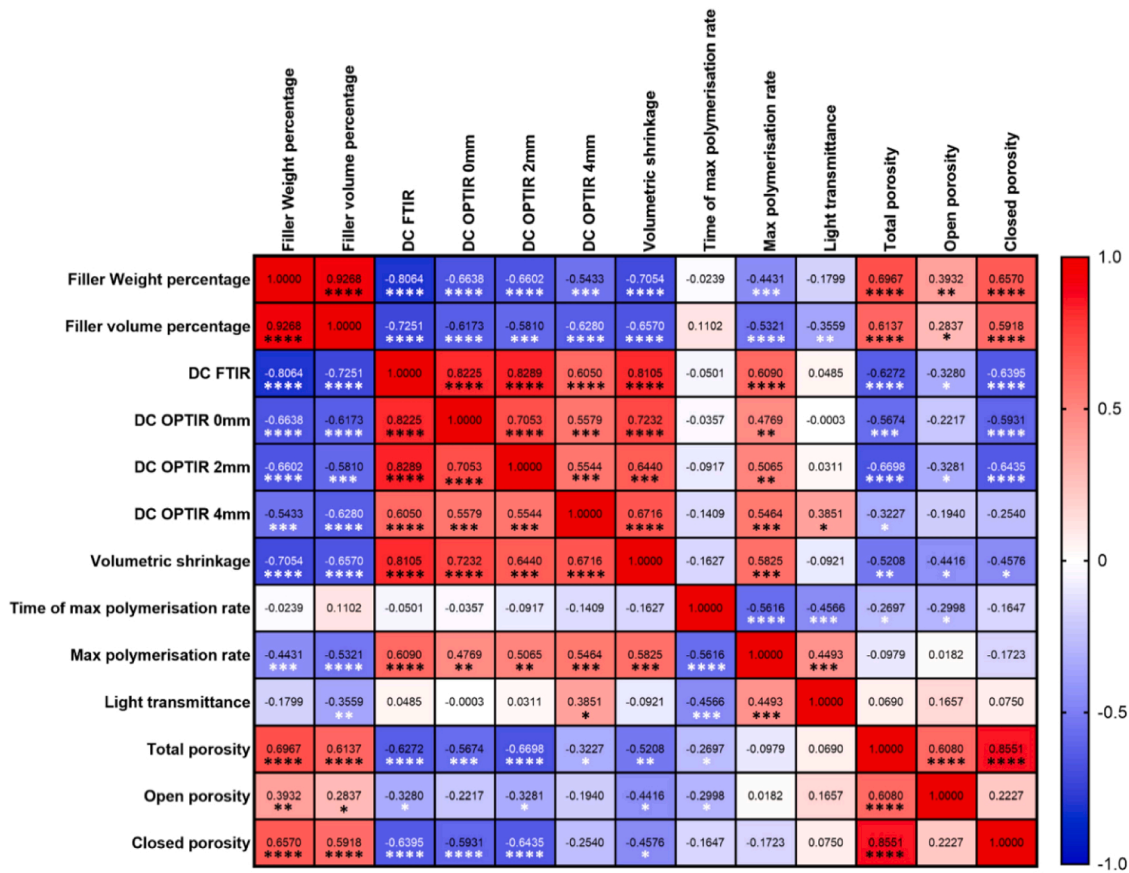 Filler Weight percentage
Filler volume percentage
DC FTIR
DC OPTIR 0mm
DC OPTIR 2mm
DC OPTIR 4mm
Volumetric shrinkage
Time of max polymerisation rate
Max polymerisation rate
Light transmittance
Total porosity
Open porosity
Closed porosity
Filler Weight percentage 1.0000 0.9268 -0.8064 -0.6638 -0.6602 -0.5433 -0.7054 -0.0239 -0.4431 -0.1799 0.6967 0.3932 0.6570
**** **** **** **** *** **** *** **** ** ****
Filler volume percentage 0.9268 1.0000 -0.7251 -0.6173 -0.5810 -0.6280 -0.6570 0.1102 -0.5321 -0.3559 0.6137 0.2837 0.5918
**** **** **** **** **** **** **** ** **** * ****
DC FTIR -0.8064 -0.7251 1.0000 0.8225 0.8289 0.6050 0.8105 -0.0501 0.6090 0.0485 -0.6272 -0.3280 -0.6395
**** **** **** **** **** **** **** **** * ****
DC OPTIR 0mm -0.6638 -0.6173 0.8225 1.0000 0.7053 0.5579 0.7232 -0.0357 0.4769 -0.0003 -0.5674 -0.2217 -0.5931
**** **** **** **** *** **** ** *** ****
DC OPTIR 2mm -0.6602 -0.5810 0.8289 0.7053 1.0000 0.5544 0.6440 -0.0917 0.5065 0.0311 -0.6698 -0.3281 -0.6435
**** *** **** **** *** *** ** **** * ****
DC OPTIR 4mm -0.5433 -0.6280 0.6050 0.5579 0.5544 1.0000 0.6716 -0.1409 0.5464 0.3851 -0.3227 -0.1940 -0.2540
*** **** **** *** *** **** *** * *
Volumetric shrinkage -0.7054 -0.6570 0.8105 0.7232 0.6440 0.6716 1.0000 -0.1627 0.5825 -0.0921 -0.5208 -0.4416 -0.4576
**** **** **** **** *** **** *** ** * *
Time of max polymerisation rate -0.0239 0.1102 -0.0501 -0.0357 -0.0917 -0.1409 -0.1627 1.0000 -0.5616 -0.4566 -0.2697 -0.2998 -0.1647
**** *** * *
Max polymerisation rate -0.4431 -0.5321 0.6090 0.4769 0.5065 0.5464 0.5825 -0.5616 1.0000 0.4493 -0.0979 0.0182 -0.1723
*** **** **** ** ** *** *** **** ***
Light transmittance -0.1799 -0.3559 0.0485 -0.0003 0.0311 0.3851 -0.0921 -0.4566 0.4493 1.0000 0.0690 0.1657 0.0750
** * *** ***
Total porosity 0.6967 0.6137 -0.6272 -0.5674 -0.6698 -0.3227 -0.5208 -0.2697 -0.0979 0.0690 1.0000 0.6080 0.8551
**** **** **** *** **** * ** * **** ****
Open porosity 0.3932 0.2837 -0.3280 -0.2217 -0.3281 -0.1940 -0.4416 -0.2998 0.0182 0.1657 0.6080 1.0000 0.2227
** * * * * * ****
Closed porosity 0.6570 0.5918 -0.6395 -0.5931 -0.6435 -0.2540 -0.4576 -0.1647 -0.1723 0.0750 0.8551 0.2227 1.0000
**** **** **** **** **** * ****
1.0
0.5
0
-0.5
-1.0